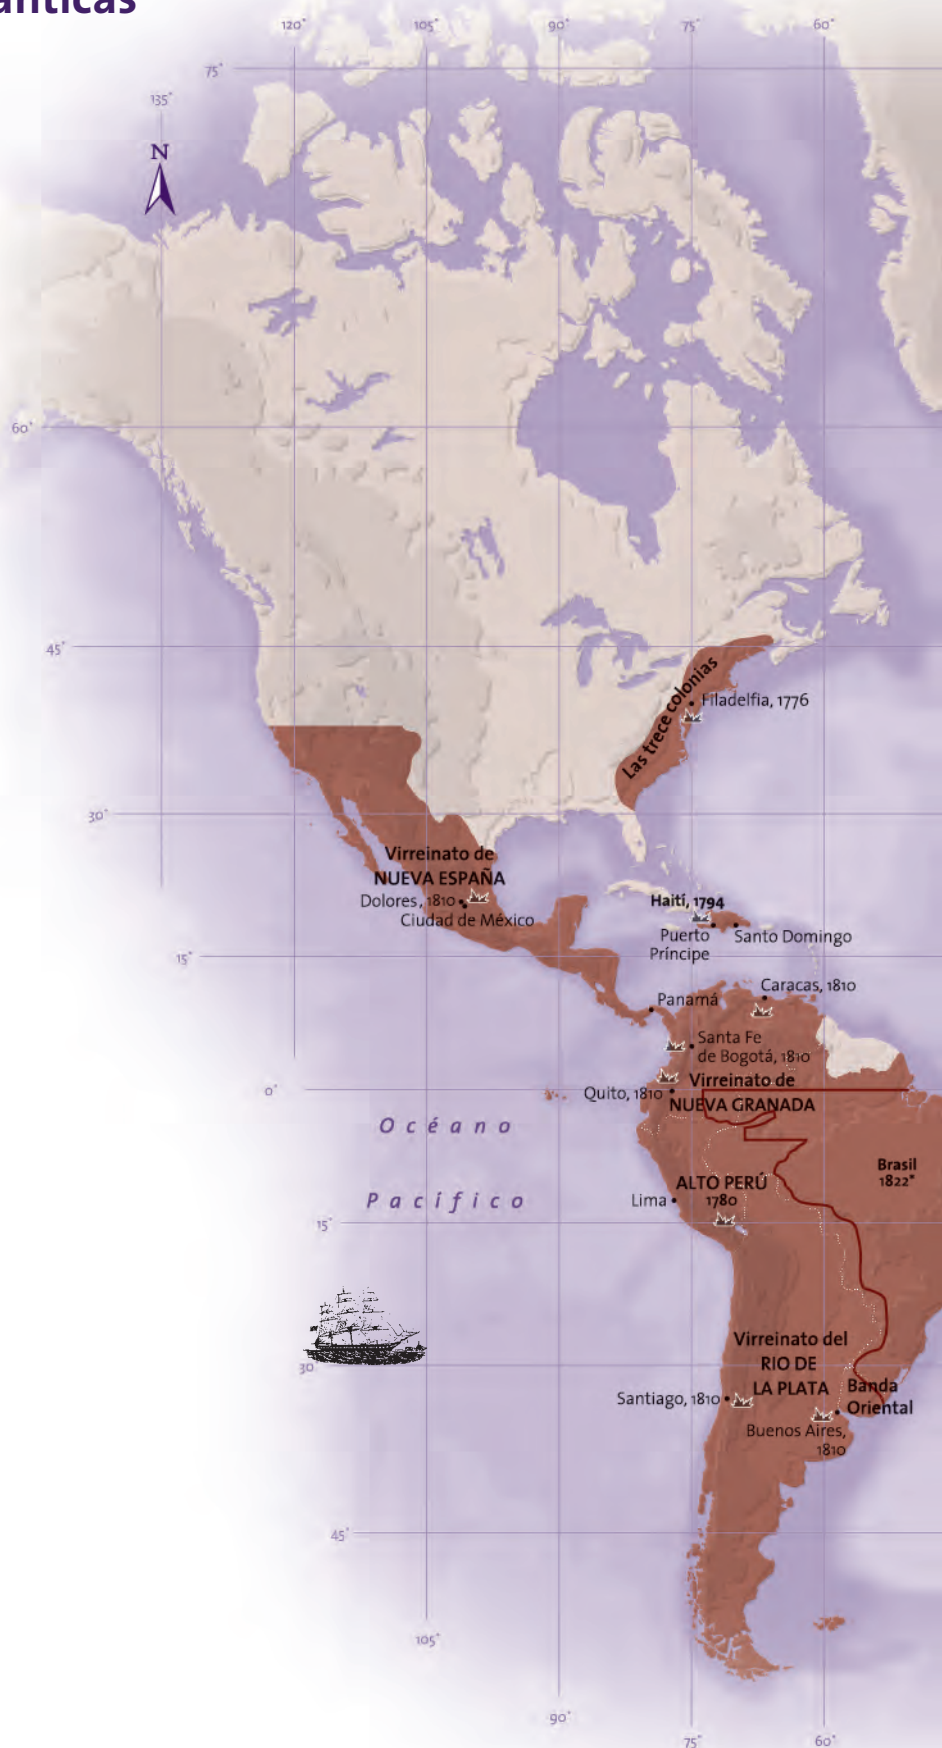 ánticas
120°
105°
90°
75°
60°
75°
135°
N
60°
45°
Las trece colonias
Filadelfia, 1776
30°
Virreinato de
NUEVA ESPAÑA
Dolores, 1810
Ciudad de México
Haití, 1794
Puerto
Príncipe
Santo Domingo
15°
Caracas, 1810
Panamá
Santa Fe
de Bogotá, 1810
Virreinato de
NUEVA GRANADA
Quito, 1810
0°
Océano
Pacífico
Brasil
1822*
ALTO PERÚ
1780
Lima
15°
Virreinato del
RIO DE
LA PLATA
30
Banda
Oriental
Santiago, 1810
Buenos Aires,
1810
45°
105°
90°
75°
60°